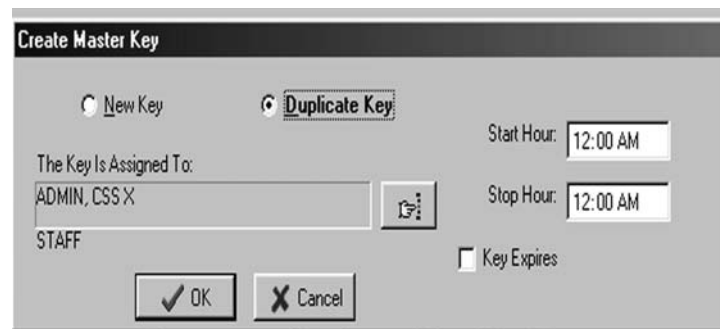 Create Master Key
New Key
Duplicate Key
Start Hour: 12:00 AM
The Key Is Assigned To:
ADMIN, CSS X
Stop Hour: 12:00 AM
STAFF
Key Expires
OK
Cancel